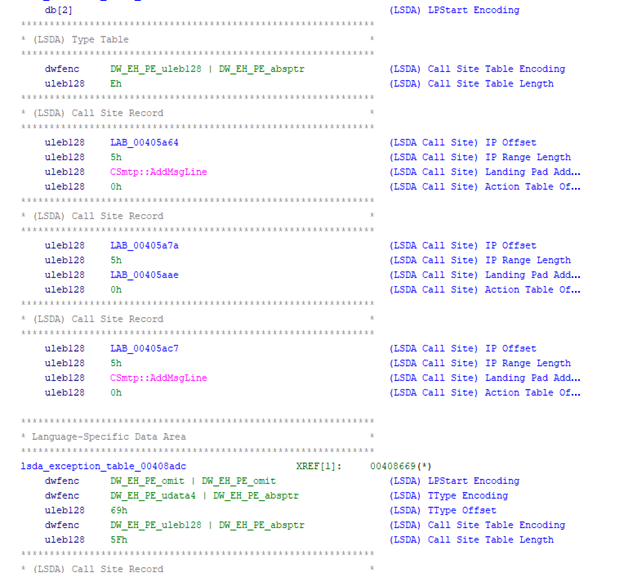 db[2] (LSDA) LPStart Encoding
********************************************************
* (LSDA) Type Table *
********************************************************
dwfenc DW_EH_PE_uleb128 | DW_EH_PE_absptr (LSDA) Call Site Table Encoding
uleb128 Eh (LSDA) Call Site Table Length
********************************************************
* (LSDA) Call Site Record *
********************************************************
uleb128 LAB_00405a64 (LSDA Call Site) IP Offset
uleb128 5h (LSDA Call Site) IP Range Length
uleb128 CSmtp::AddMsgLine (LSDA Call Site) Landing Pad Add...
uleb128 0h (LSDA Call Site) Action Table Of...
********************************************************
* (LSDA) Call Site Record *
********************************************************
uleb128 LAB_00405a7a (LSDA Call Site) IP Offset
uleb128 5h (LSDA Call Site) IP Range Length
uleb128 LAB_00405aae (LSDA Call Site) Landing Pad Add...
uleb128 0h (LSDA Call Site) Action Table Of...
********************************************************
* (LSDA) Call Site Record *
********************************************************
uleb128 LAB_00405ac7 (LSDA Call Site) IP Offset
uleb128 5h (LSDA Call Site) IP Range Length
uleb128 CSmtp::AddMsgLine (LSDA Call Site) Landing Pad Add...
uleb128 0h (LSDA Call Site) Action Table Of...
********************************************************
* Language-Specific Data Area *
********************************************************
lsda_exception_table_00408adc XREF[1]: 00408669(*)
dwfenc DW_EH_PE_omit | DW_EH_PE_omit (LSDA) LPStart Encoding
dwfenc DW_EH_PE_udata4 | DW_EH_PE_absptr (LSDA) TType Encoding
uleb128 69h (LSDA) TType Offset
dwfenc DW_EH_PE_uleb128 | DW_EH_PE_absptr (LSDA) Call Site Table Encoding
uleb128 5Fh (LSDA) Call Site Table Length
********************************************************
* (LSDA) Call Site Record *